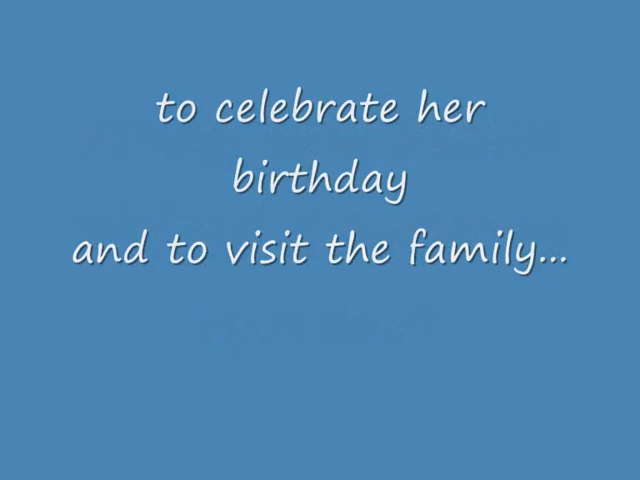 to celebrate her
birthday
and to visit the family...